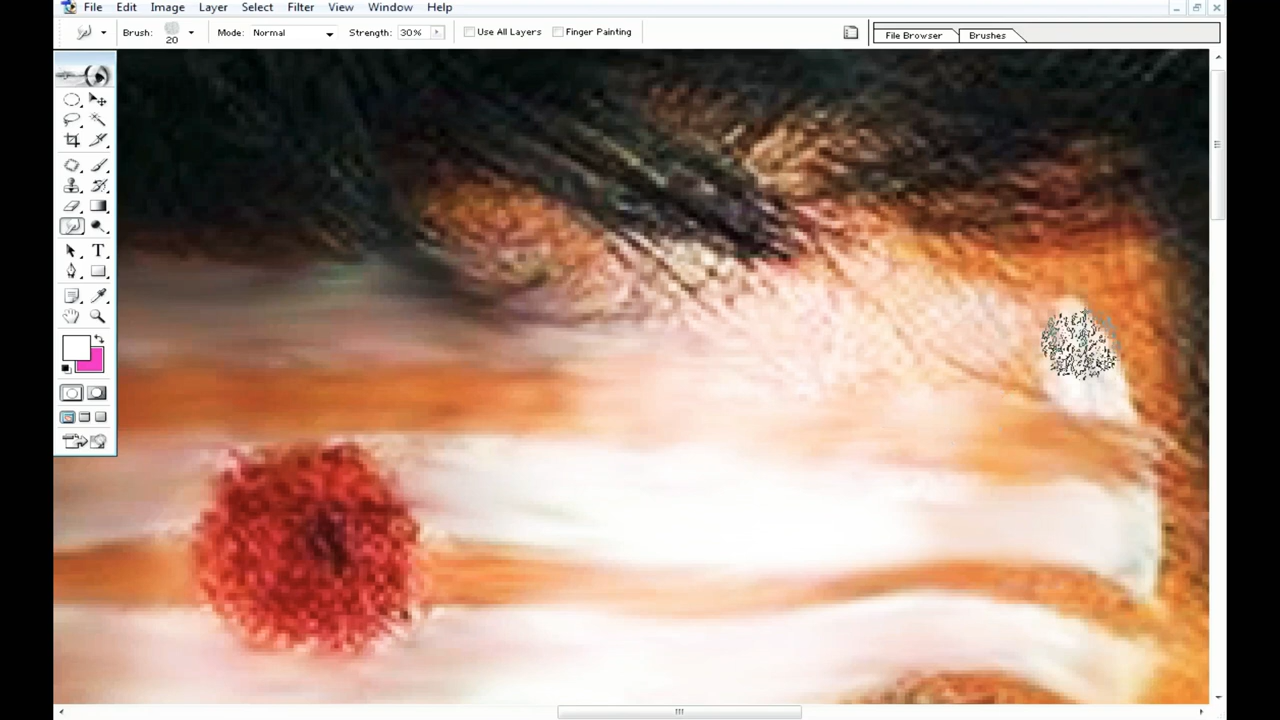 File Edit Image Layer Select Filter View Window Help
Brush: 20 Mode: Normal Strength: 30% Use All Layers Finger Painting File Browser Brushes
T